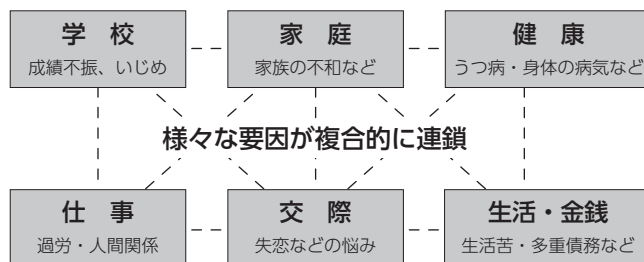 学　校
成績不振、いじめ
家　庭
家族の不和など
健　康
うつ病・身体の病気など
様々な要因が複合的に連鎖
仕　事
過労・人間関係
交　際
失恋などの悩み
生活・金銭
生活苦・多重債務など